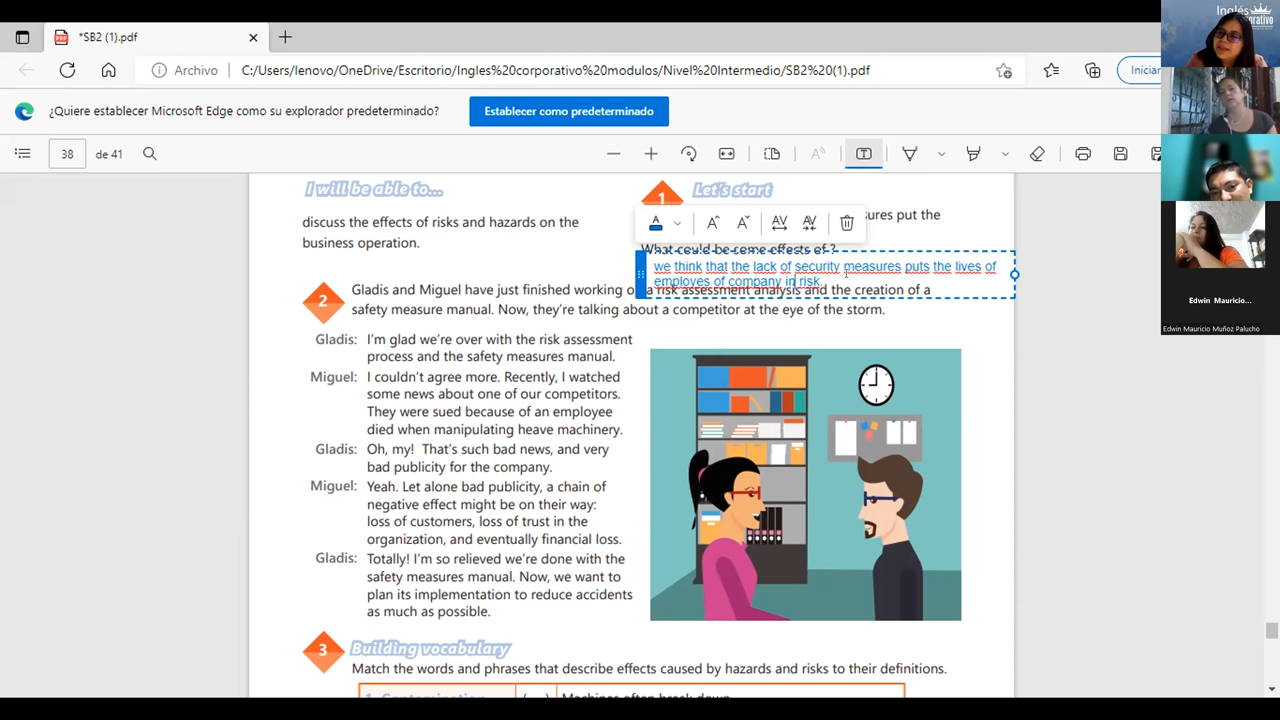 Inglés
orporativo
*SB2 (1).pdf
Archivo
C:/Users/lenovo/OneDrive/Escritorio/ingles%20corporativo%20modulos/Nivel%20Intermedio/SB2%20(1).pdf
Iniciar
¿Quiere establecer Microsoft Edge como su explorador predeterminado?
Establecer como predeterminado
38
de 41
I will be able to...
discuss the effects of risks and hazards on the
business operation.
1
Let's start
sures put the
What could be some effects of ?
we think that the lack of security measures puts the lives of
employes of company in risk.
2
Gladis and Miguel have just finished working o a risk assessment analysis and the creation of a
safety measure manual. Now, they're talking about a competitor at the eye of the storm.
Gladis: I'm glad we're over with the risk assessment
process and the safety measures manual.
Miguel: I couldn't agree more. Recently, I watched
some news about one of our competitors.
They were sued because of an employee
died when manipulating heave machinery.
Gladis: Oh, my! That's such bad news, and very
bad publicity for the company.
Miguel: Yeah. Let alone bad publicity, a chain of
negative effect might be on their way:
loss of customers, loss of trust in the
organization, and eventually financial loss.
Gladis: Totally! I'm so relieved we're done with the
safety measures manual. Now, we want to
plan its implementation to reduce accidents
as much as possible.
3
Building vocabulary
Match the words and phrases that describe effects caused by hazards and risks to their definitions.
1. Contamination
Machines often break down
Edwin Mauricio...
Edwin Mauricio Muñoz Palucho